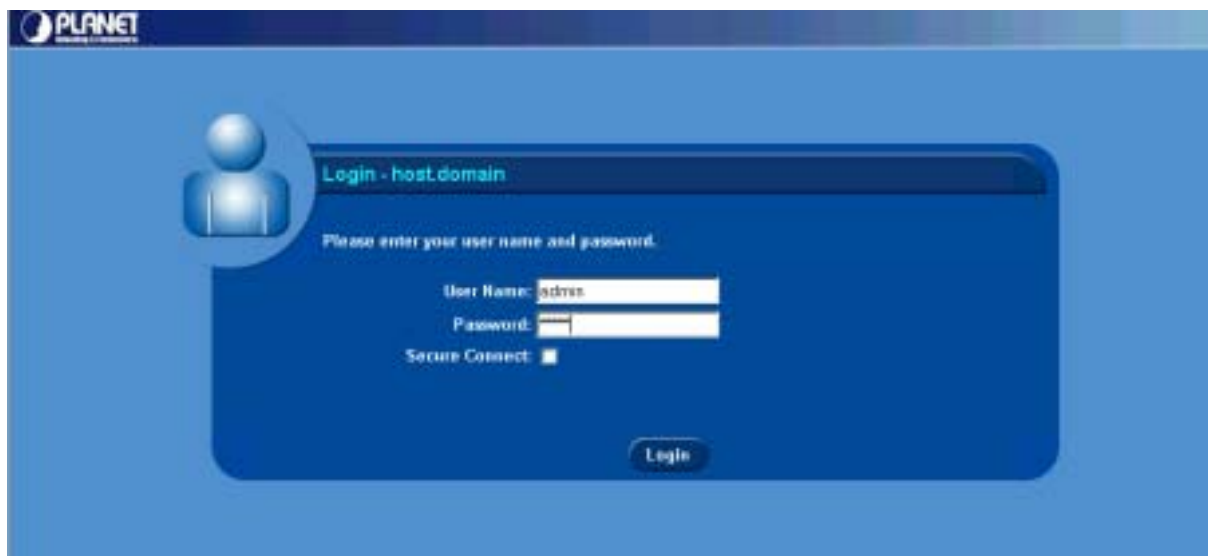 PLANET
Login - host.domain
Please enter your user name and password.
User Name: admin
Password: ****
Secure Connect:
Login